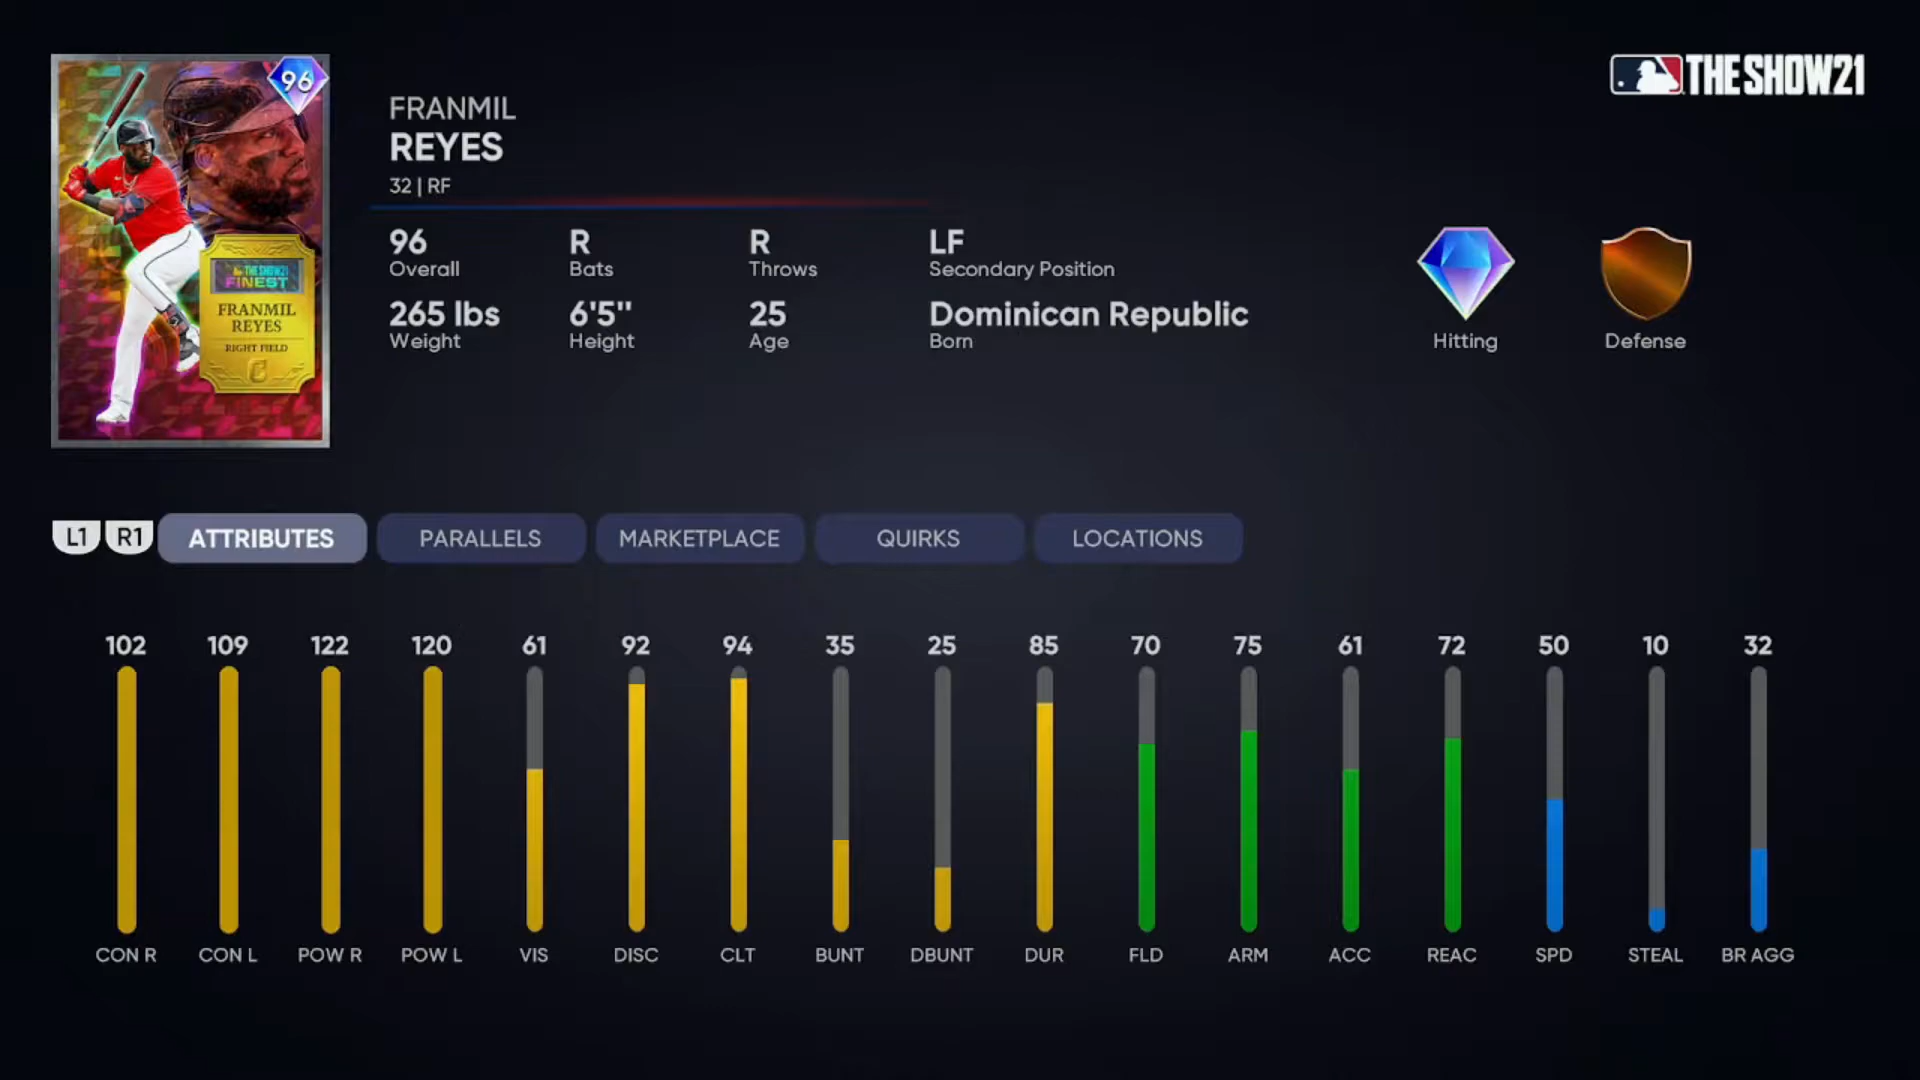 96
THE SHOW21
FINEST
FRANMIL
REYES
RIGHT FIELD
C
FRANMIL
REYES
32 | RF
96
Overall
R
Bats
R
Throws
LF
Secondary Position
265 lbs
Weight
6'5"
Height
25
Age
Dominican Republic
Born
THE SHOW21
Hitting
Defense
L1 R1 ATTRIBUTES PARALLELS MARKETPLACE QUIRKS LOCATIONS
102 109 122 120 61 92 94 35 25 85 70 75 61 72 50 10 32
CON R CON L POW R POW L VIS DISC CLT BUNT DBUNT DUR FLD ARM ACC REAC SPD STEAL BR AGG